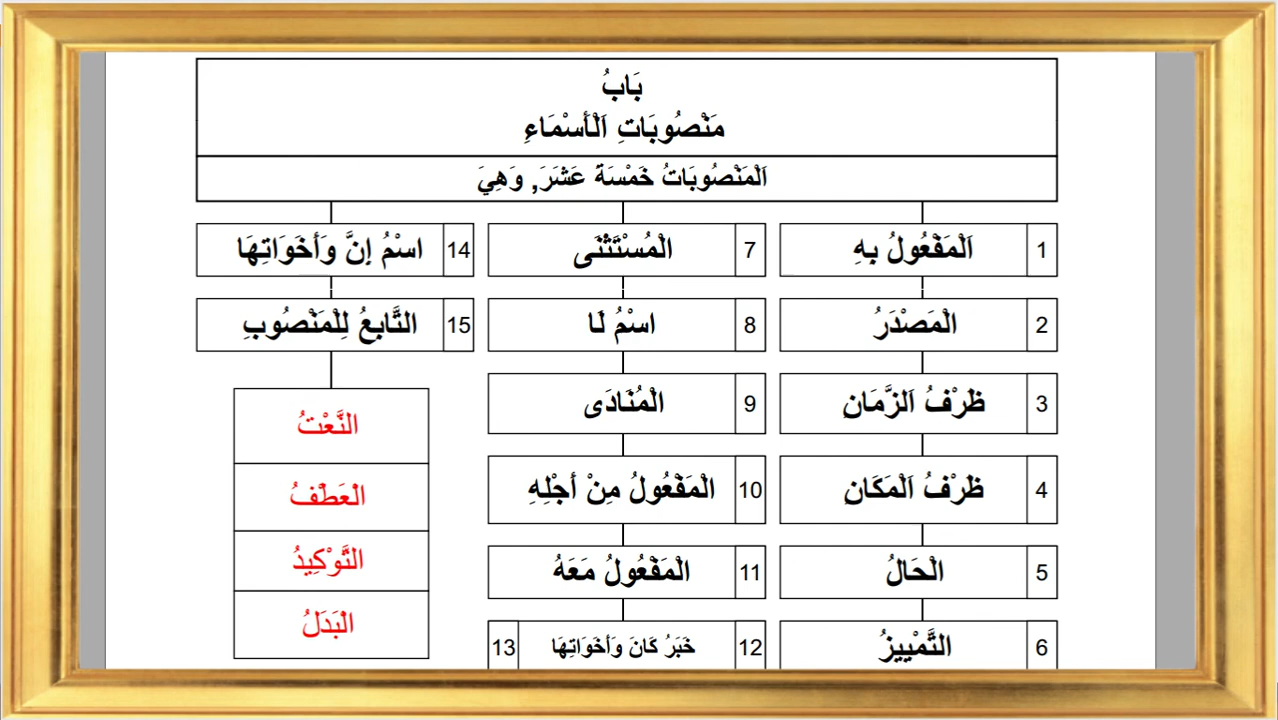 بَابُ
مَنْصُوبَاتِ اَلْأَسْمَاءِ
اَلْمَنْصُوبَاتُ خَمْسَةَ عَشَرَ, وَهِيَ
1 اَلْمَفْعُولُ بِهِ
2 الْمَصْدَرُ
3 ظَرْفُ اَلزَّمَانِ
4 ظَرْفُ اَلْمَكَانِ
5 الْحَالُ
6 التَّمْيِيزُ
7 الْمُسْتَثْنَى
8 اسْمُ لَا
9 الْمُنَادَى
10 الْمَفْعُولُ مِنْ أَجْلِهِ
11 الْمَفْعُولُ مَعَهُ
12 خَبَرُ كَانَ وَأَخَوَاتِهَا 13
14 اسْمُ إِنَّ وَأَخَوَاتِهَا
15 التَّابِعُ لِلْمَنْصُوبِ
النَّعْتُ
الْعَطْفُ
التَّوْكِيدُ
الْبَدَلُ